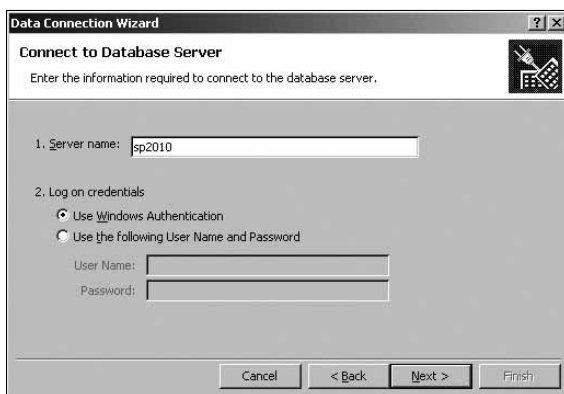 Data Connection Wizard
Connect to Database Server
Enter the information required to connect to the database server.
1. Server name: sp2010
2. Log on credentials
Use Windows Authentication
Use the following User Name and Password
User Name:
Password:
Cancel < Back Next > Finish